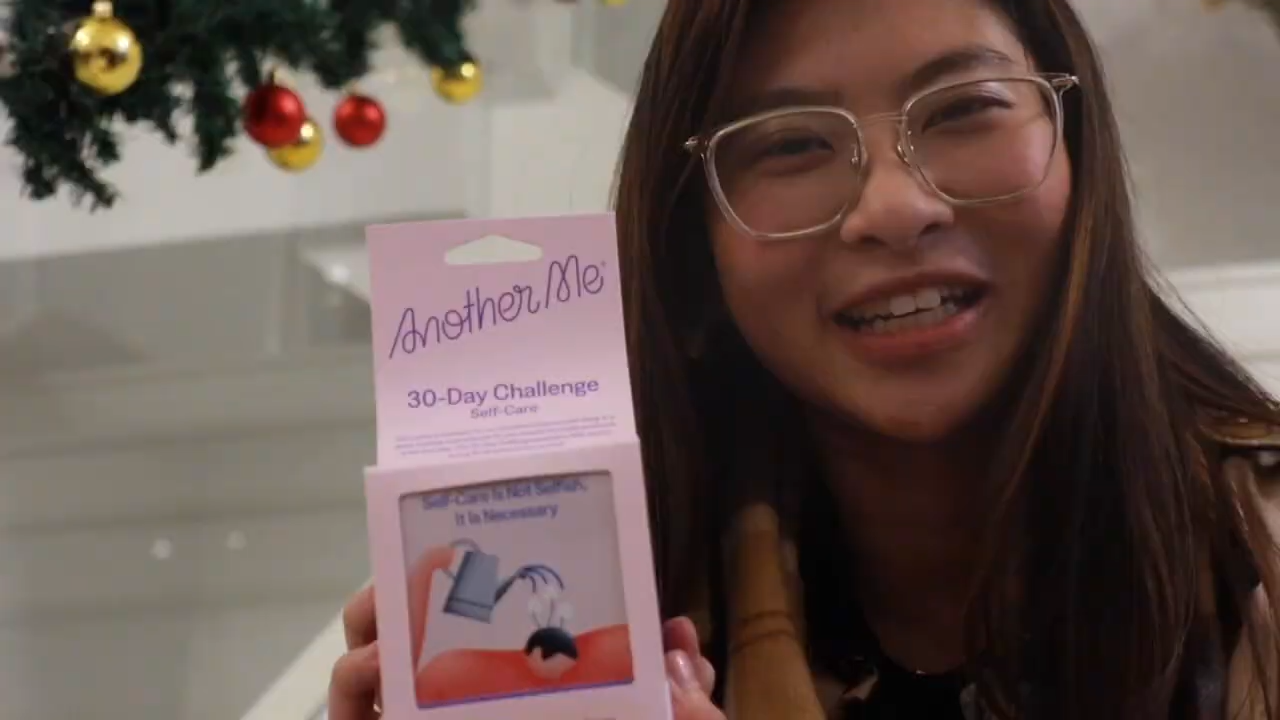 Another Me
30-Day Challenge
Self-Care
Self-Care Is Not Selfish,
It Is Necessary